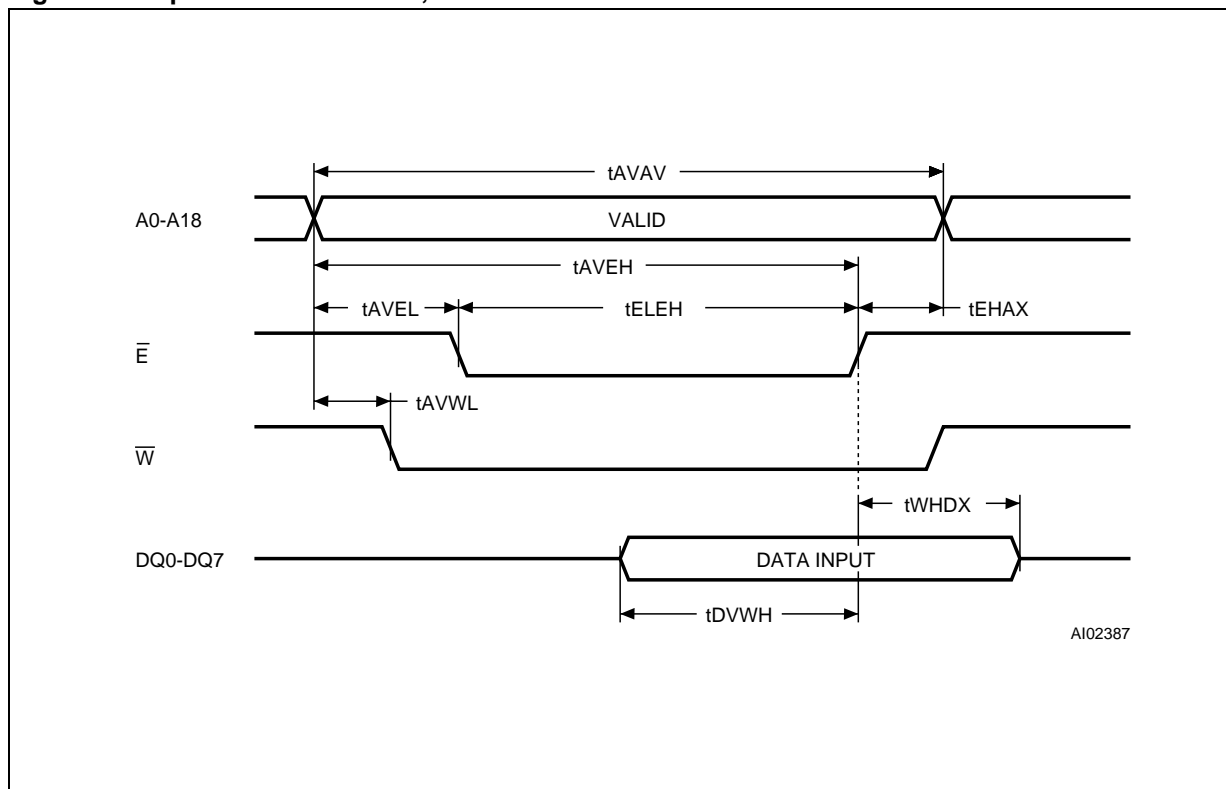 tAVAV
A0-A18
VALID
tAVEH
tAVEL
tELEH
tEHAX
E̅
tAVWL
W̅
tWHDX
DQ0-DQ7
DATA INPUT
tDVWH
AI02387